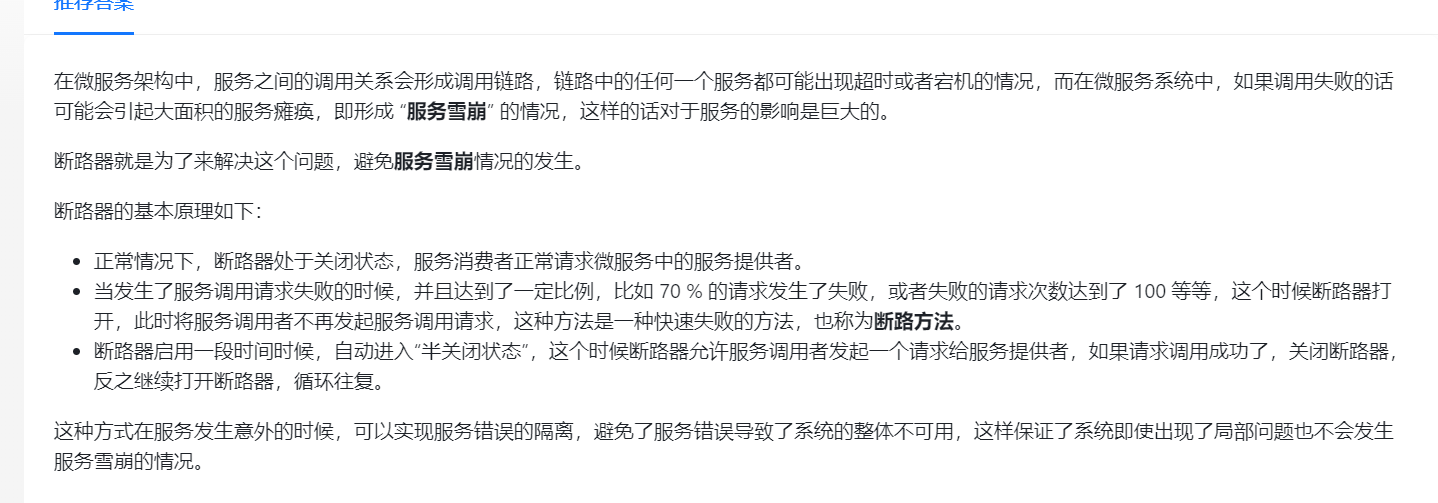 推荐答案
在微服务架构中，服务之间的调用关系会形成调用链路，链路中的任何一个服务都可能出现超时或者宕机的情况，而在微服务系统中，如果调用失败的话
可能会引起大面积的服务瘫痪，即形成 “服务雪崩” 的情况，这样的话对于服务的影响是巨大的。
断路器就是为了来解决这个问题，避免服务雪崩情况的发生。
断路器的基本原理如下：
• 正常情况下，断路器处于关闭状态，服务消费者正常请求微服务中的服务提供者。
• 当发生了服务调用请求失败的时候，并且达到了一定比例，比如 70 % 的请求发生了失败，或者失败的请求次数达到了 100 等等，这个时候断路器打
开，此时将服务调用者不再发起服务调用请求，这种方法是一种快速失败的方法，也称为断路方法。
• 断路器启用一段时间时候，自动进入“半关闭状态”，这个时候断路器允许服务调用者发起一个请求给服务提供者，如果请求调用成功了，关闭断路器，
反之继续打开断路器，循环往复。
这种方式在服务发生意外的时候，可以实现服务错误的隔离，避免了服务错误导致了系统的整体不可用，这样保证了系统即使出现了局部问题也不会发生
服务雪崩的情况。